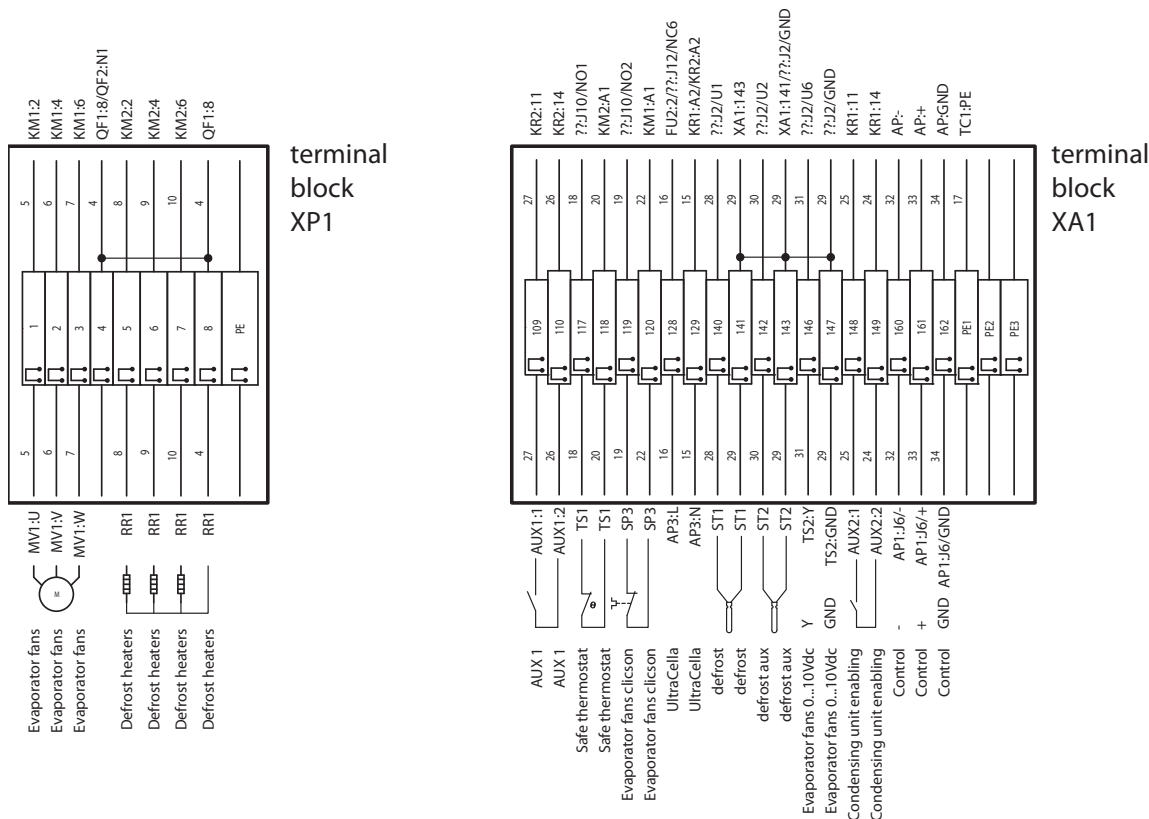 KM1:2
KM1:4
KM1:6
QF1:8/QF2:N1
KM2:2
KM2:4
KM2:6
QF1:8
terminal
block
XP1
5
6
7
4
8
9
10
4
1
2
3
4
5
6
7
8
PE
5
6
7
8
9
10
4
MV1:U
MV1:V
MV1:W
RR1
RR1
RR1
RR1
M
Evaporator fans
Evaporator fans
Evaporator fans
Defrost heaters
Defrost heaters
Defrost heaters
Defrost heaters
KR2:11
KR2:14
??:J10/NO1
KM2:A1
??:J10/NO2
KM1:A1
FU2:2/??:J12/NC6
KR1:A2/KR2:A2
??:J2/U1
XA1:143
??:J2/U2
XA1:141/??:J2/GND
??:J2/U6
??:J2/GND
KR1:11
KR1:14
AP:-
AP:+
AP:GND
TC1:PE
terminal
block
XA1
27
26
18
20
19
22
16
15
28
29
30
29
31
29
25
24
32
33
34
17
109
110
117
118
119
120
128
129
140
141
142
143
146
147
148
149
160
161
162
PE1
PE2
PE3
27
26
18
20
19
22
16
15
28
29
30
29
31
29
25
24
32
33
34
AUX1:1
AUX1:2
TS1
TS1
SP3
SP3
AP3:L
AP3:N
ST1
ST1
ST2
ST2
TS2:Y
TS2:GND
AUX2:1
AUX2:2
AP1:J6/-
AP1:J6/+
AP1:J6/GND
Y
GND
-
+
GND
AUX 1
AUX 1
Safe thermostat
Safe thermostat
Evaporator fans clicson
Evaporator fans clicson
UltraCella
UltraCella
defrost
defrost
defrost aux
defrost aux
Evaporator fans 0...10Vdc
Evaporator fans 0...10Vdc
Condensing unit enabling
Condensing unit enabling
Control
Control
Control